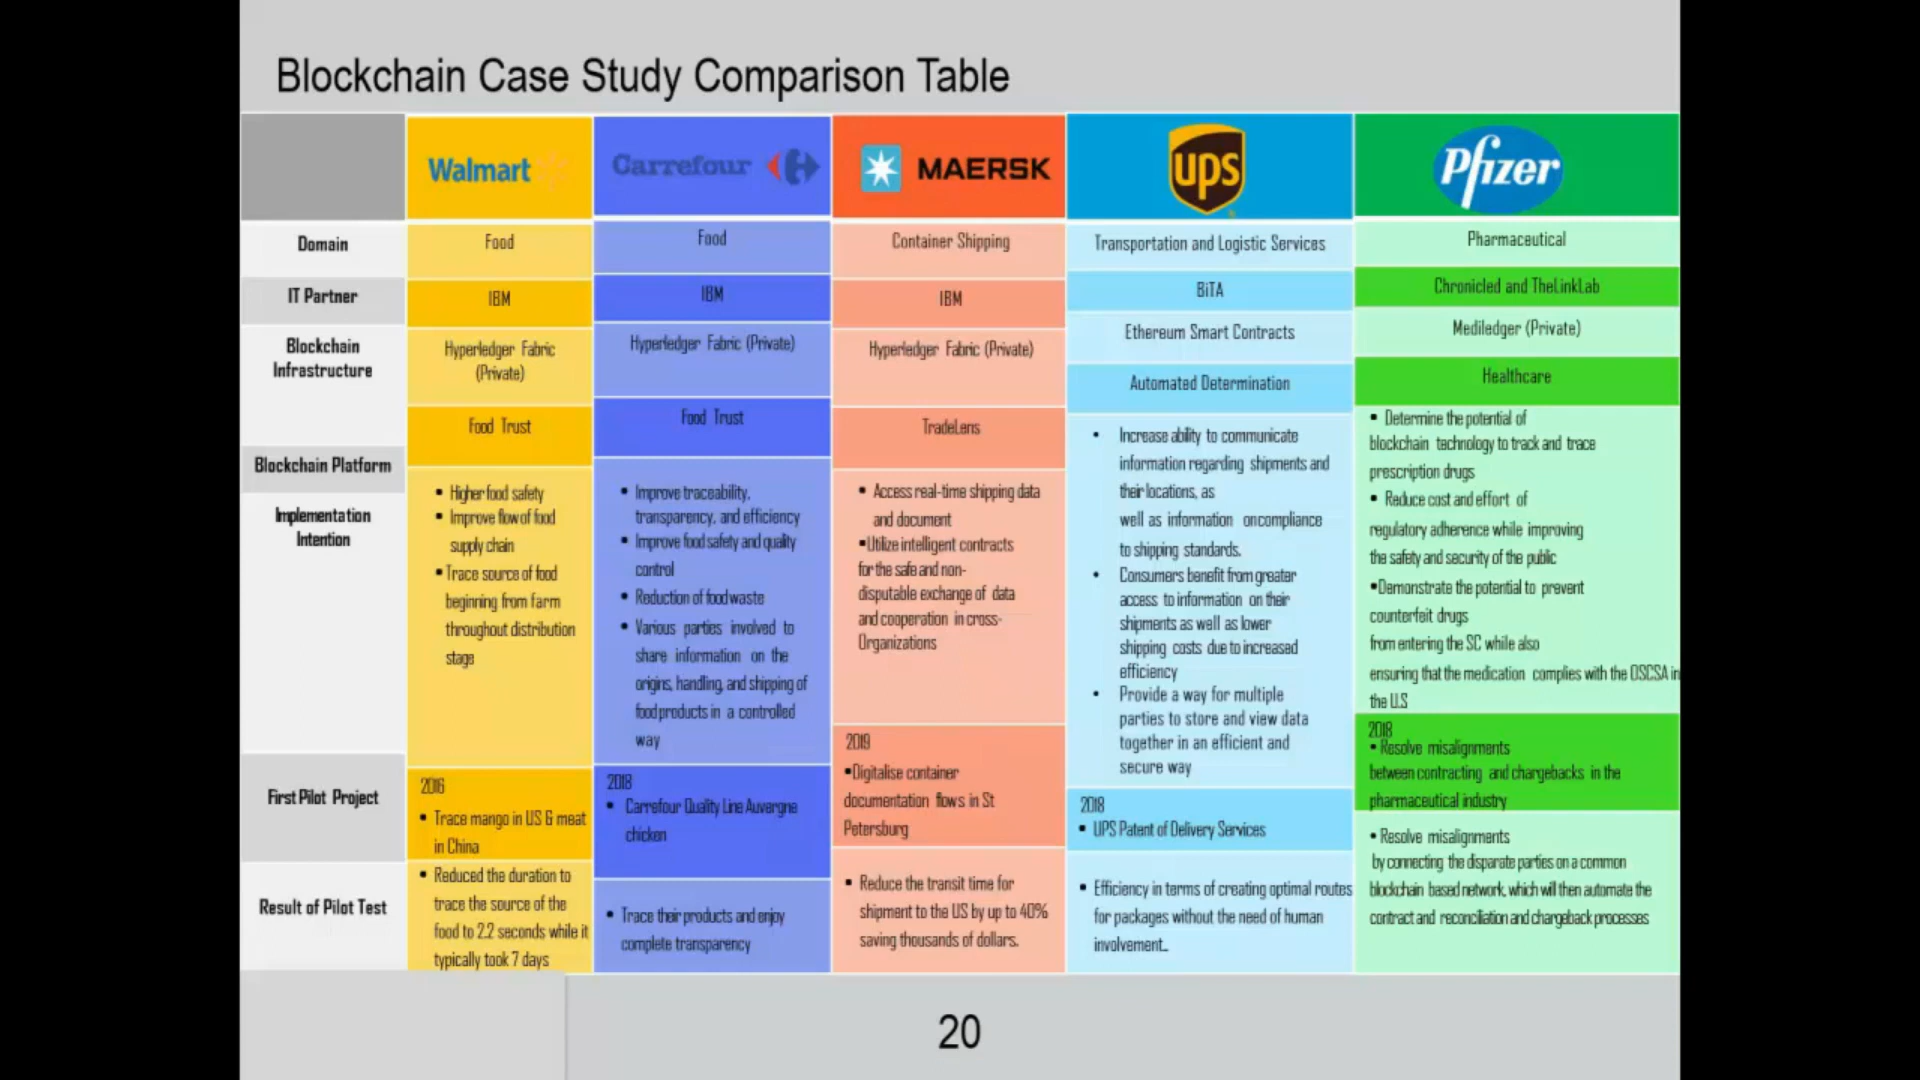 Blockchain Case Study Comparison Table
Walmart
Carrefour
MAERSK
ups
Pfizer
Domain
Food
Food
Container Shipping
Transportation and Logistic Services
Pharmaceutical
IT Partner
IBM
IBM
IBM
BiTA
Chronicled and TheLinkLab
Blockchain
Infrastructure
Hyperledger Fabric
(Private)
Hyperledger Fabric (Private)
Hyperledger Fabric (Private)
Ethereum Smart Contracts
Mediledger (Private)
Blockchain Platform
Food Trust
Food Trust
TradeLens
Automated Determination
Healthcare
Implementation
Intention
• Higher food safety
• Improve flow of food
supply chain
• Trace source of food
beginning from farm
throughout distribution
stage
• Improve traceability,
transparency, and efficiency
• Improve food safety and quality
control
• Reduction of food waste
• Various parties involved to
share information on the
origins, handling, and shipping of
food products in a controlled
way
• Access real-time shipping data
and document
•Utilize intelligent contracts
for the safe and non-
disputable exchange of data
and cooperation in cross-
Organizations
• Increase ability to communicate
information regarding shipments and
their locations, as
well as information oncompliance
to shipping standards.
• Consumers benefit from greater
access to information on their
shipments as well as lower
shipping costs due to increased
efficiency
• Provide a way for multiple
parties to store and view data
together in an efficient and
secure way
• Determine the potential of
blockchain technology to track and trace
prescription drugs
• Reduce cost and effort of
regulatory adherence while improving
the safety and security of the public
•Demonstrate the potential to prevent
counterfeit drugs
from entering the SC while also
ensuring that the medication complies with the DSCSA in
the U.S
First Pilot Project
2016
• Trace mango in US & meat
in China
2018
• Carrefour Quality Line Auvergne
chicken
2019
•Digitalise container
documentation flows in St
Petersburg
2018
• UPS Patent of Delivery Services
2018
• Resolve misalignments
between contracting and chargebacks in the
pharmaceutical industry
Result of Pilot Test
• Reduced the duration to
trace the source of the
food to 2.2 seconds while it
typically took 7 days
• Trace their products and enjoy
complete transparency
• Reduce the transit time for
shipment to the US by up to 40%
saving thousands of dollars.
• Efficiency in terms of creating optimal routes
for packages without the need of human
involvement..
• Resolve misalignments
by connecting the disparate parties on a common
blockchain based network, which will then automate the
contract and reconciliation and chargeback processes
20